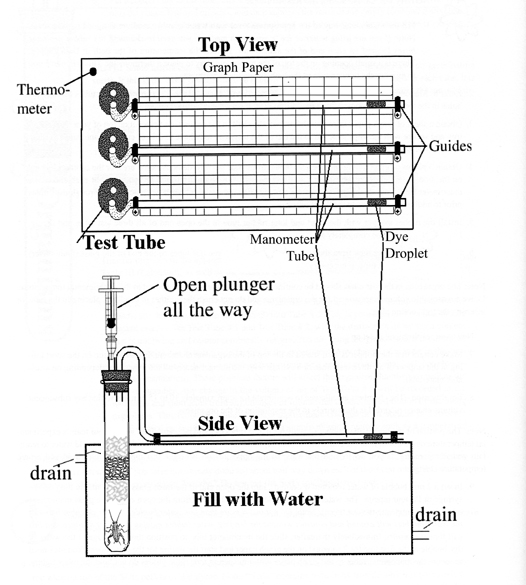 Top View
Graph Paper
Thermo-
meter
Guides
Test Tube
Manometer
Tube
Dye
Droplet
Open plunger
all the way
Side View
drain
Fill with Water
drain